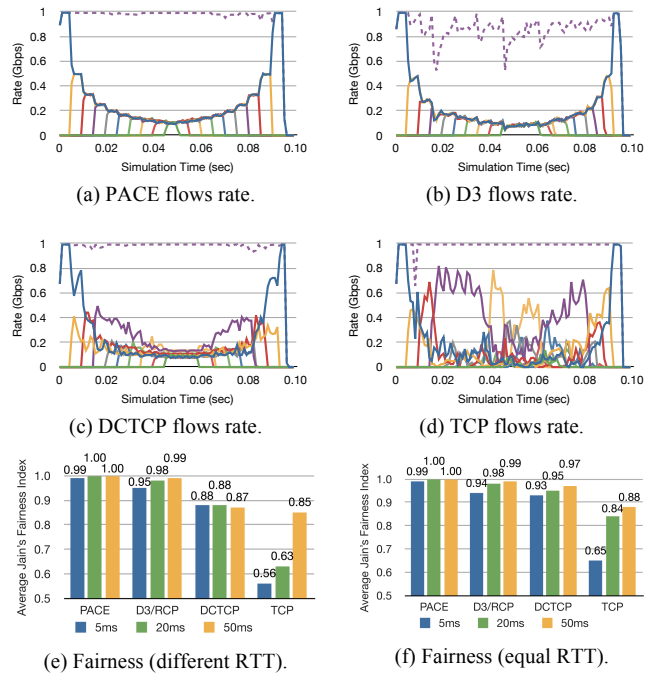 1
0.8
0.6
0.4
0.2
0
Rate (Gbps)
0 0.02 0.04 0.06 0.08 0.10
Simulation Time (sec)
(a) PACE flows rate.
1
0.8
0.6
0.4
0.2
0
Rate (Gbps)
0 0.02 0.04 0.06 0.08 0.10
Simulation Time (sec)
(b) D3 flows rate.
1
0.8
0.6
0.4
0.2
0
Rate (Gbps)
0 0.02 0.04 0.06 0.08 0.10
Simulation Time (sec)
(c) DCTCP flows rate.
1
0.8
0.6
0.4
0.2
0
Rate (Gbps)
0 0.02 0.04 0.06 0.08 0.10
Simulation Time (sec)
(d) TCP flows rate.
Average Jain's Fairness Index
1.0
0.9
0.8
0.7
0.6
0.5
0.99 1.00 1.00
0.95 0.98 0.99
0.88 0.88 0.87
0.56 0.63 0.85
PACE D3/RCP DCTCP TCP
5ms 20ms 50ms
(e) Fairness (different RTT).
Average Jain's Fairness Index
1.0
0.9
0.8
0.7
0.6
0.5
0.99 1.00 1.00
0.94 0.98 0.99
0.93 0.95 0.97
0.65 0.84 0.88
PACE D3/RCP DCTCP TCP
5ms 20ms 50ms
(f) Fairness (equal RTT).